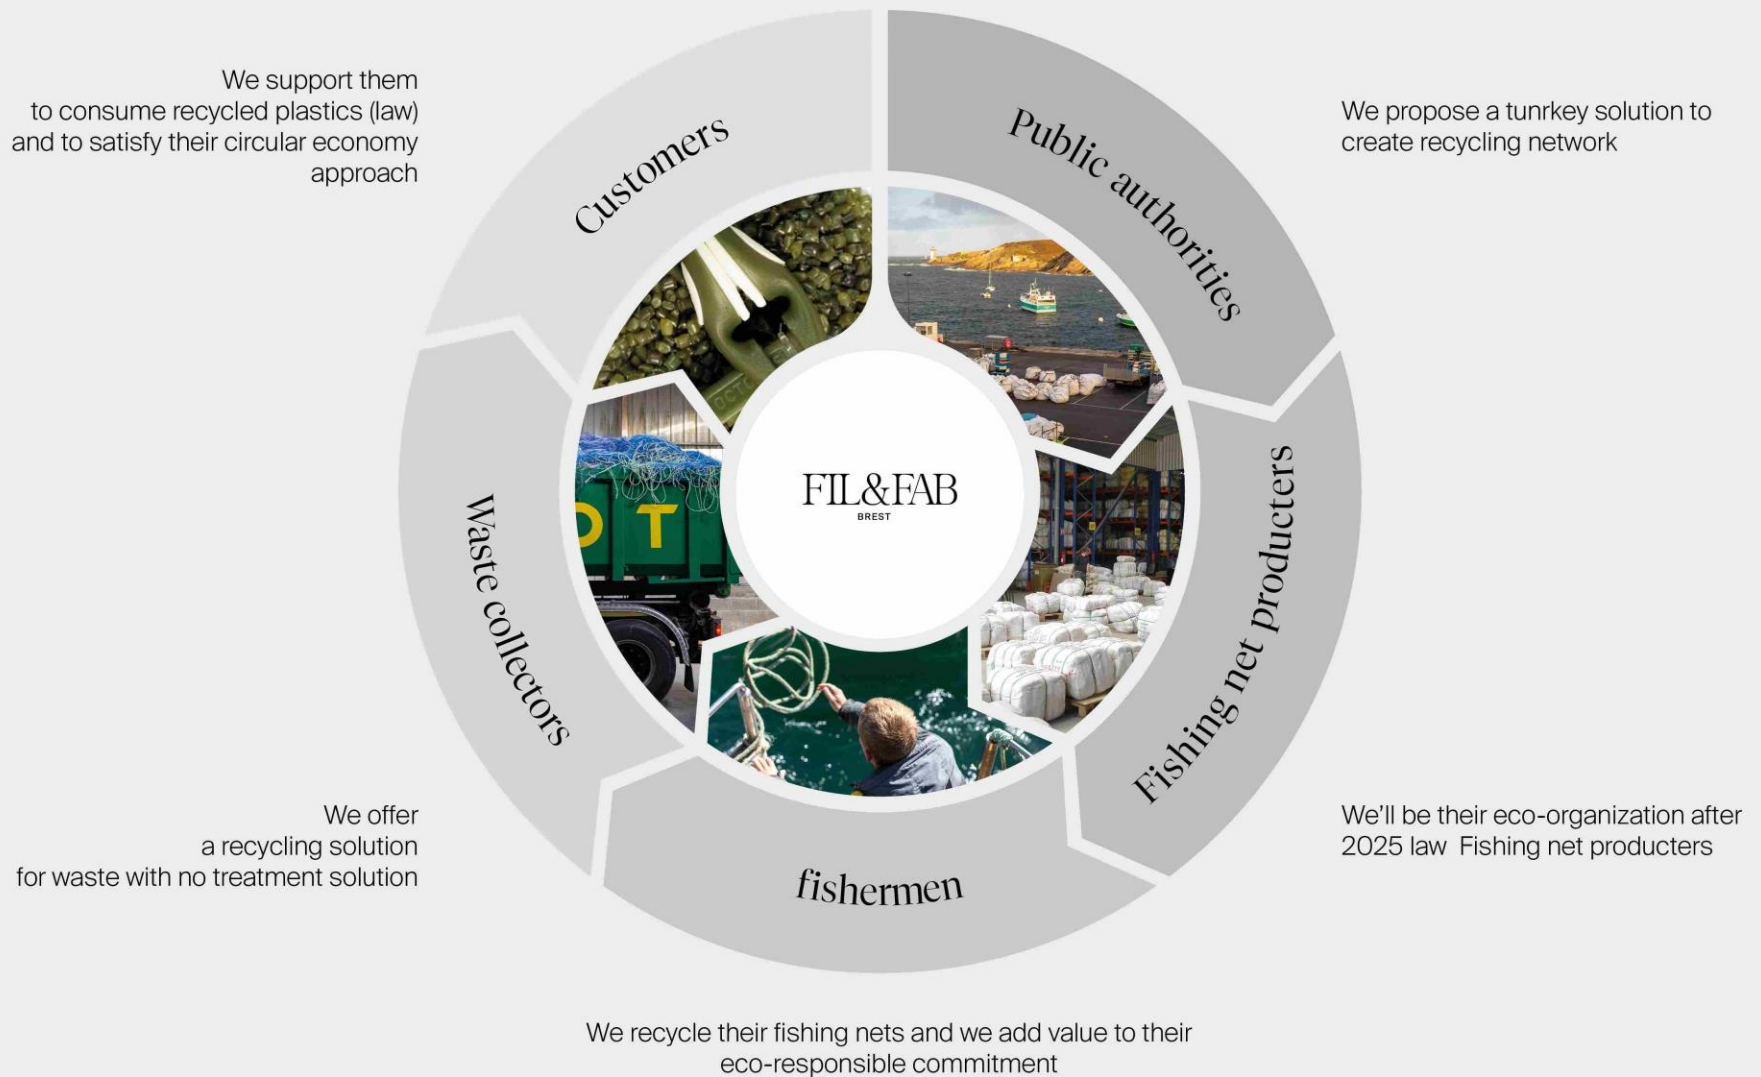 We support them
to consume recycled plastics (law)
and to satisfy their circular economy
approach
Customers
Public authorities
We propose a tunrkey solution to
create recycling network
FIL&FAB
BREST
OCTO
O T
Waste collectors
Fishing net producters
We offer
a recycling solution
for waste with no treatment solution
We'll be their eco-organization after
2025 law  Fishing net producters
fishermen
We recycle their fishing nets and we add value to their
eco-responsible commitment